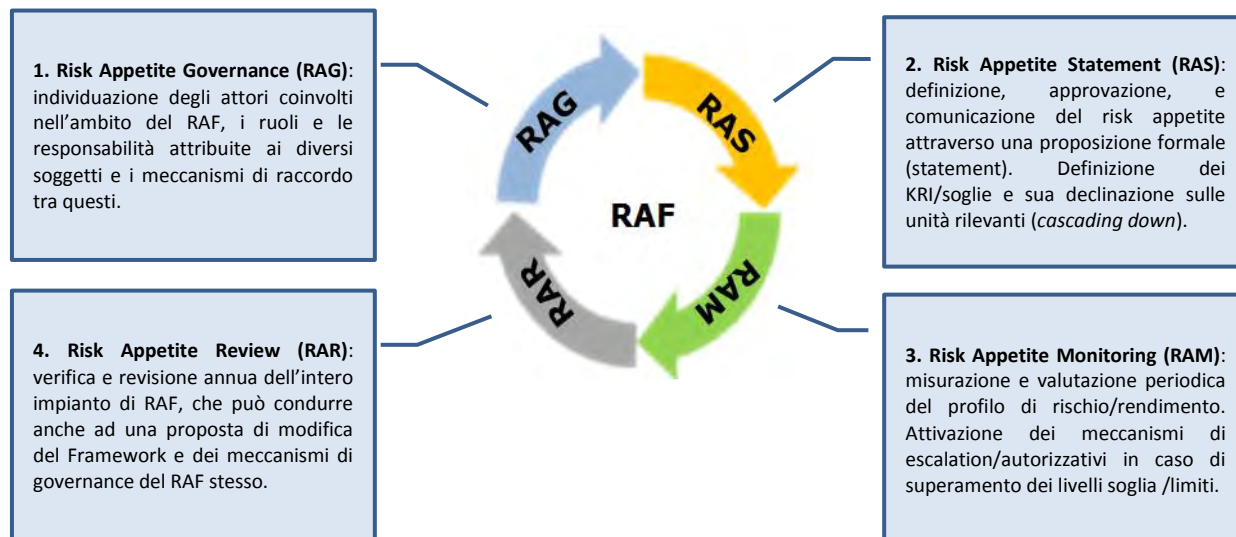 1. Risk Appetite Governance (RAG):
individuazione degli attori coinvolti
nell’ambito del RAF, i ruoli e le
responsabilità attribuite ai diversi
soggetti e i meccanismi di raccordo
tra questi.
RAG
RAS
RAF
RAR
RAM
2. Risk Appetite Statement (RAS):
definizione, approvazione, e
comunicazione del risk appetite
attraverso una proposizione formale
(statement). Definizione dei
KRI/soglie e sua declinazione sulle
unità rilevanti (cascading down).
4. Risk Appetite Review (RAR):
verifica e revisione annua dell’intero
impianto di RAF, che può condurre
anche ad una proposta di modifica
del Framework e dei meccanismi di
governance del RAF stesso.
3. Risk Appetite Monitoring (RAM):
misurazione e valutazione periodica
del profilo di rischio/rendimento.
Attivazione dei meccanismi di
escalation/autorizzativi in caso di
superamento dei livelli soglia /limiti.